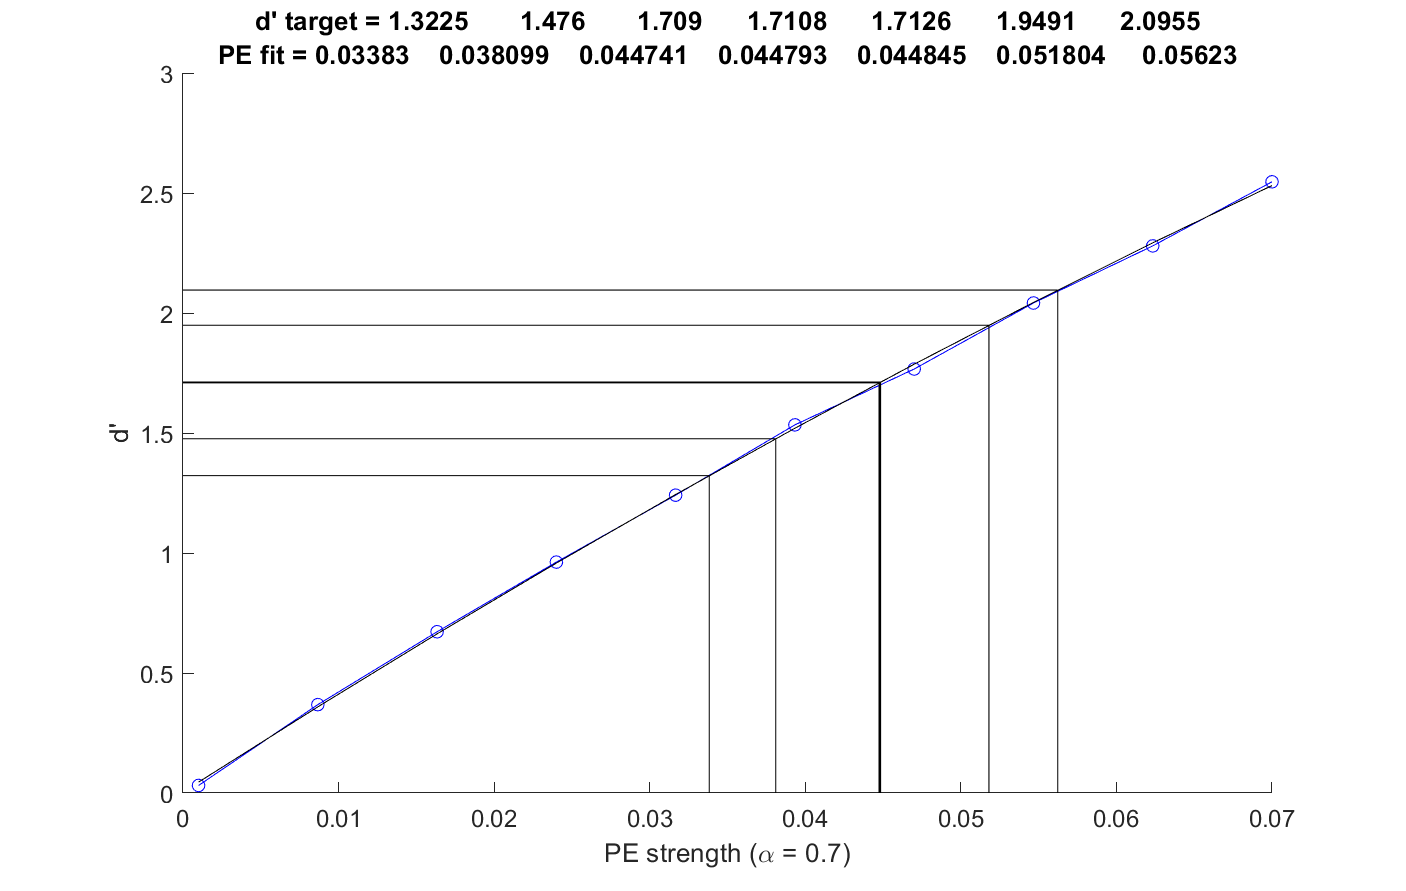 d' target = 1.3225 1.476 1.709 1.7108 1.7126 1.9491 2.0955
PE fit = 0.03383 0.038099 0.044741 0.044793 0.044845 0.051804 0.05623
3
2.5
2
1.5
1
0.5
0
d'
0 0.01 0.02 0.03 0.04 0.05 0.06 0.07
PE strength (α = 0.7)